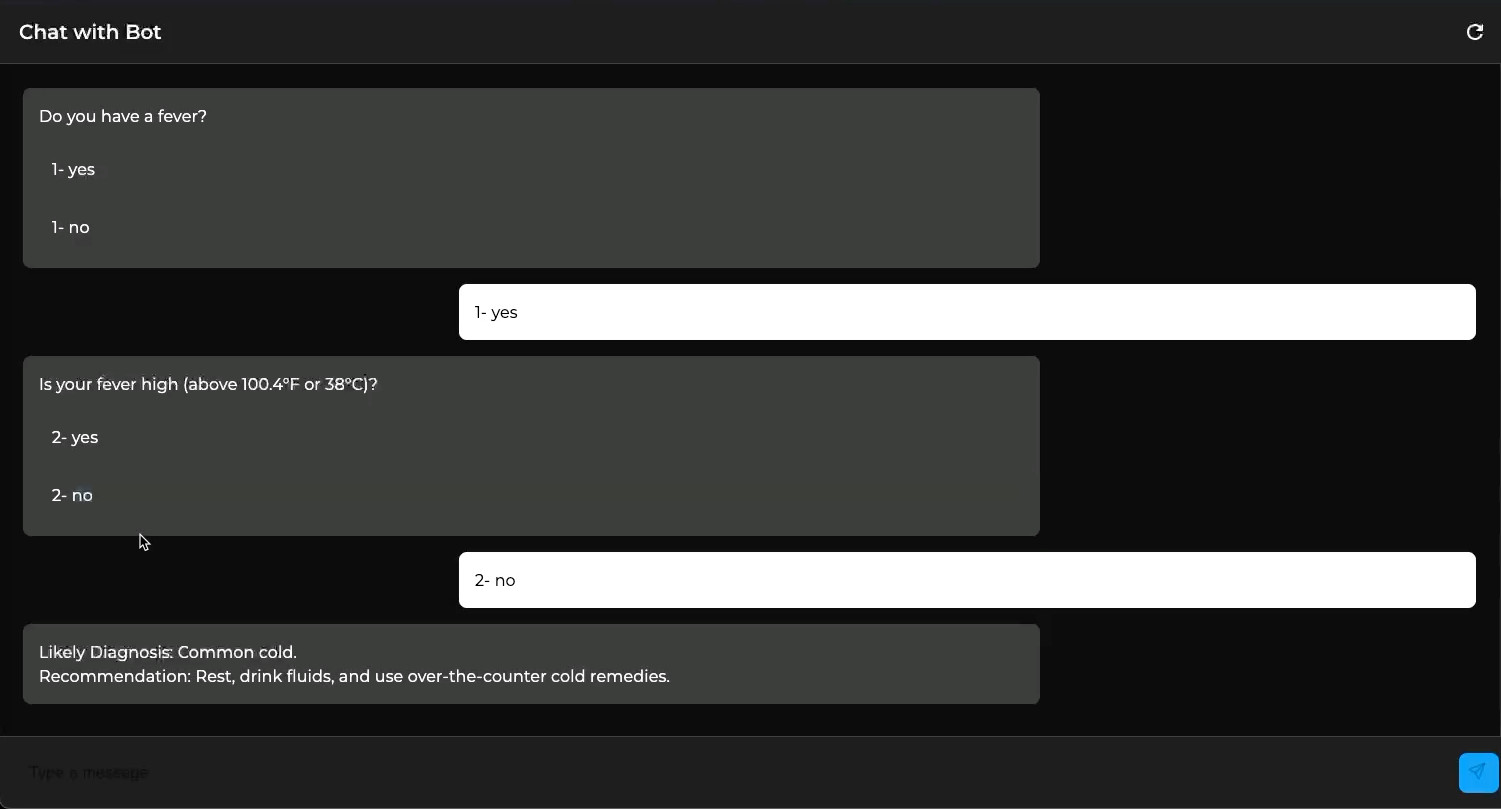 Chat with Bot
Do you have a fever?
1- yes
1- no
1- yes
Is your fever high (above 100.4°F or 38°C)?
2- yes
2- no
2- no
Likely Diagnosis: Common cold.
Recommendation: Rest, drink fluids, and use over-the-counter cold remedies.
Type a message